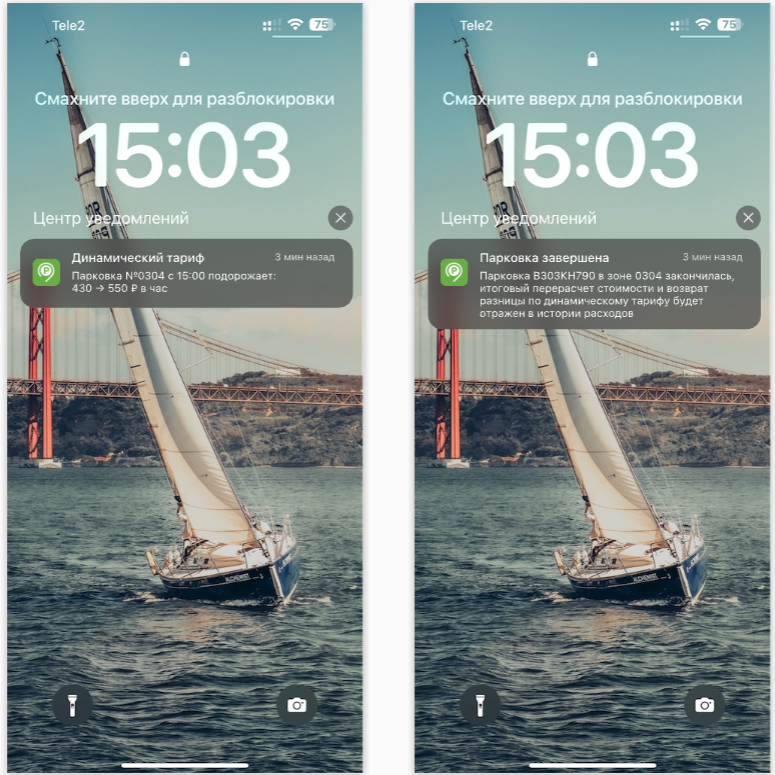 Tele2
75
Смахните вверх для разблокировки
15:03
Центр уведомлений
Динамический тариф
3 мин назад
Парковка №0304 с 15:00 подорожает:
430 → 550 ₽ в час
ALCHEMIST
Tele2
75
Смахните вверх для разблокировки
15:03
Центр уведомлений
Парковка завершена
3 мин назад
Парковка В303КН790 в зоне 0304 закончилась,
итоговый перерасчет стоимости и возврат
разницы по динамическому тарифу будет
отражен в истории расходов
ALCHEMIST